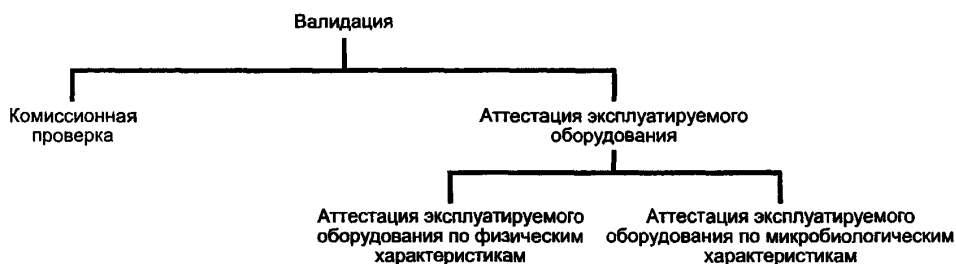 Валидация
Комиссионная
проверка
Аттестация эксплуатируемого
оборудования
Аттестация эксплуатируемого
оборудования по физическим
характеристикам
Аттестация эксплуатируемого
оборудования по микробиологическим
характеристикам